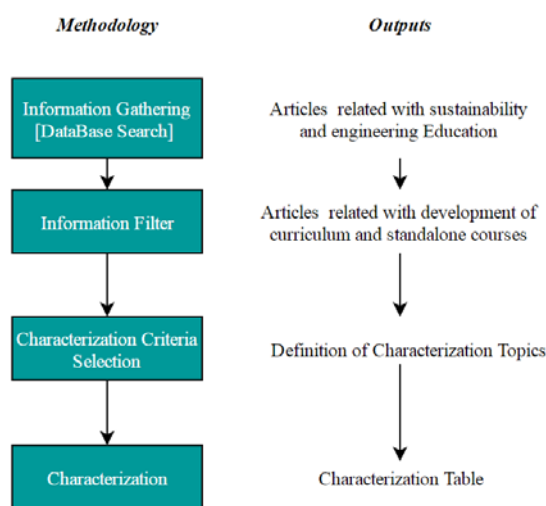 Methodology
Outputs
Information Gathering
[DataBase Search]
Articles related with sustainability
and engineering Education
Information Filter
Articles related with development of
curriculum and standalone courses
Characterization Criteria
Selection
Definition of Characterization Topics
Characterization
Characterization Table